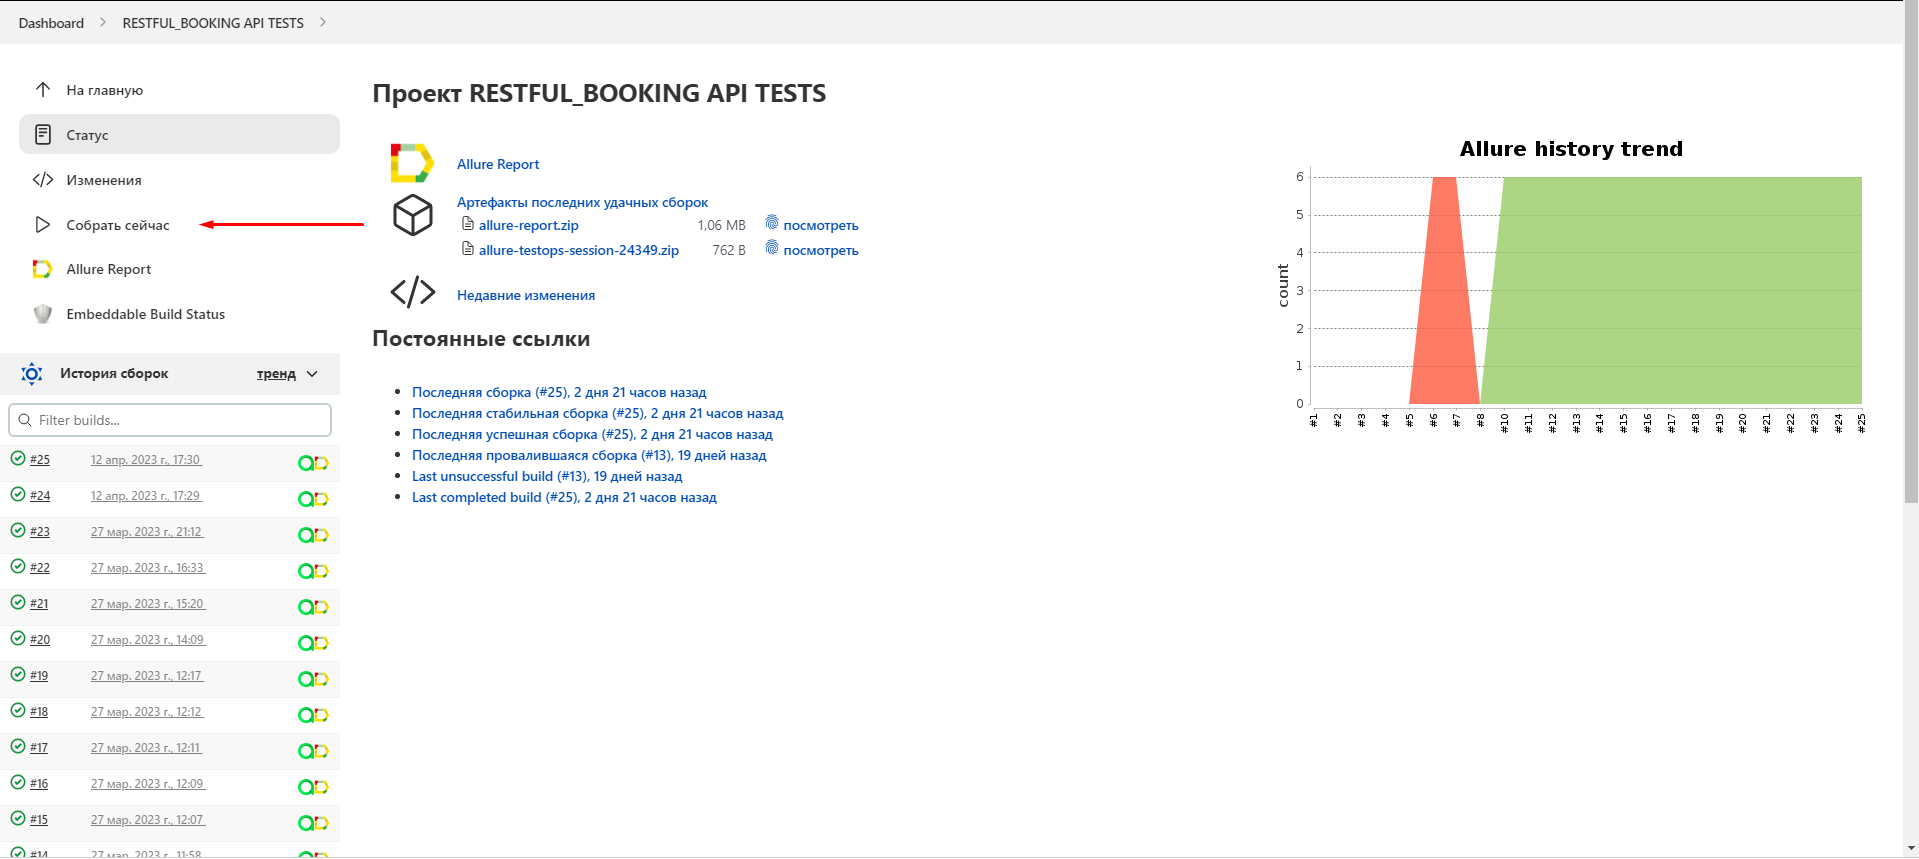 Dashboard > RESTFUL_BOOKING API TESTS >
На главную
Статус
Изменения
Собрать сейчас
Allure Report
Embeddable Build Status
История сборок тренд
Filter builds...
#25 12 апр. 2023 г., 17:30
#24 12 апр. 2023 г., 17:29
#23 27 мар. 2023 г., 21:12
#22 27 мар. 2023 г., 16:33
#21 27 мар. 2023 г., 15:20
#20 27 мар. 2023 г., 14:09
#19 27 мар. 2023 г., 12:17
#18 27 мар. 2023 г., 12:12
#17 27 мар. 2023 г., 12:11
#16 27 мар. 2023 г., 12:09
#15 27 мар. 2023 г., 12:07
#14 27 мар. 2023 г., 11:58
Проект RESTFUL_BOOKING API TESTS
Allure Report
Артефакты последних удачных сборок
allure-report.zip 1,06 MB посмотреть
allure-testops-session-24349.zip 762 B посмотреть
Недавние изменения
Постоянные ссылки
Последняя сборка (#25), 2 дня 21 часов назад
Последняя стабильная сборка (#25), 2 дня 21 часов назад
Последняя успешная сборка (#25), 2 дня 21 часов назад
Последняя провалившаяся сборка (#13), 19 дней назад
Last unsuccessful build (#13), 19 дней назад
Last completed build (#25), 2 дня 21 часов назад
Allure history trend
count
6
5
4
3
2
1
0
#1 #2 #3 #4 #5 #6 #7 #8 #10 #11 #12 #13 #14 #15 #16 #17 #18 #19 #20 #21 #22 #23 #24 #25